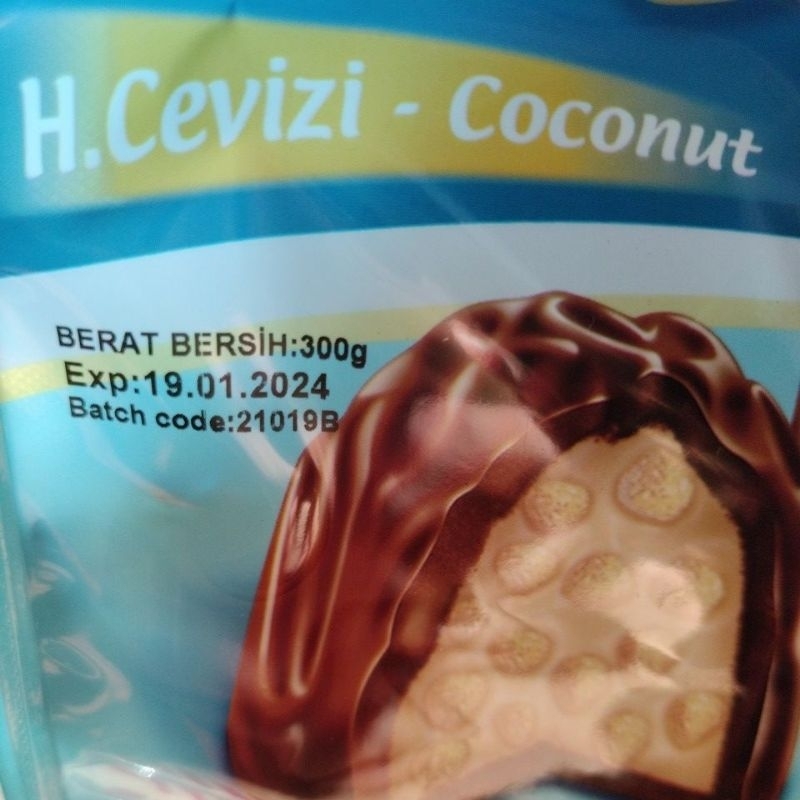 H.Cevizi - Coconut
BERAT BERSİH:300g
Exp:19.01.2024
Batch code:21019B